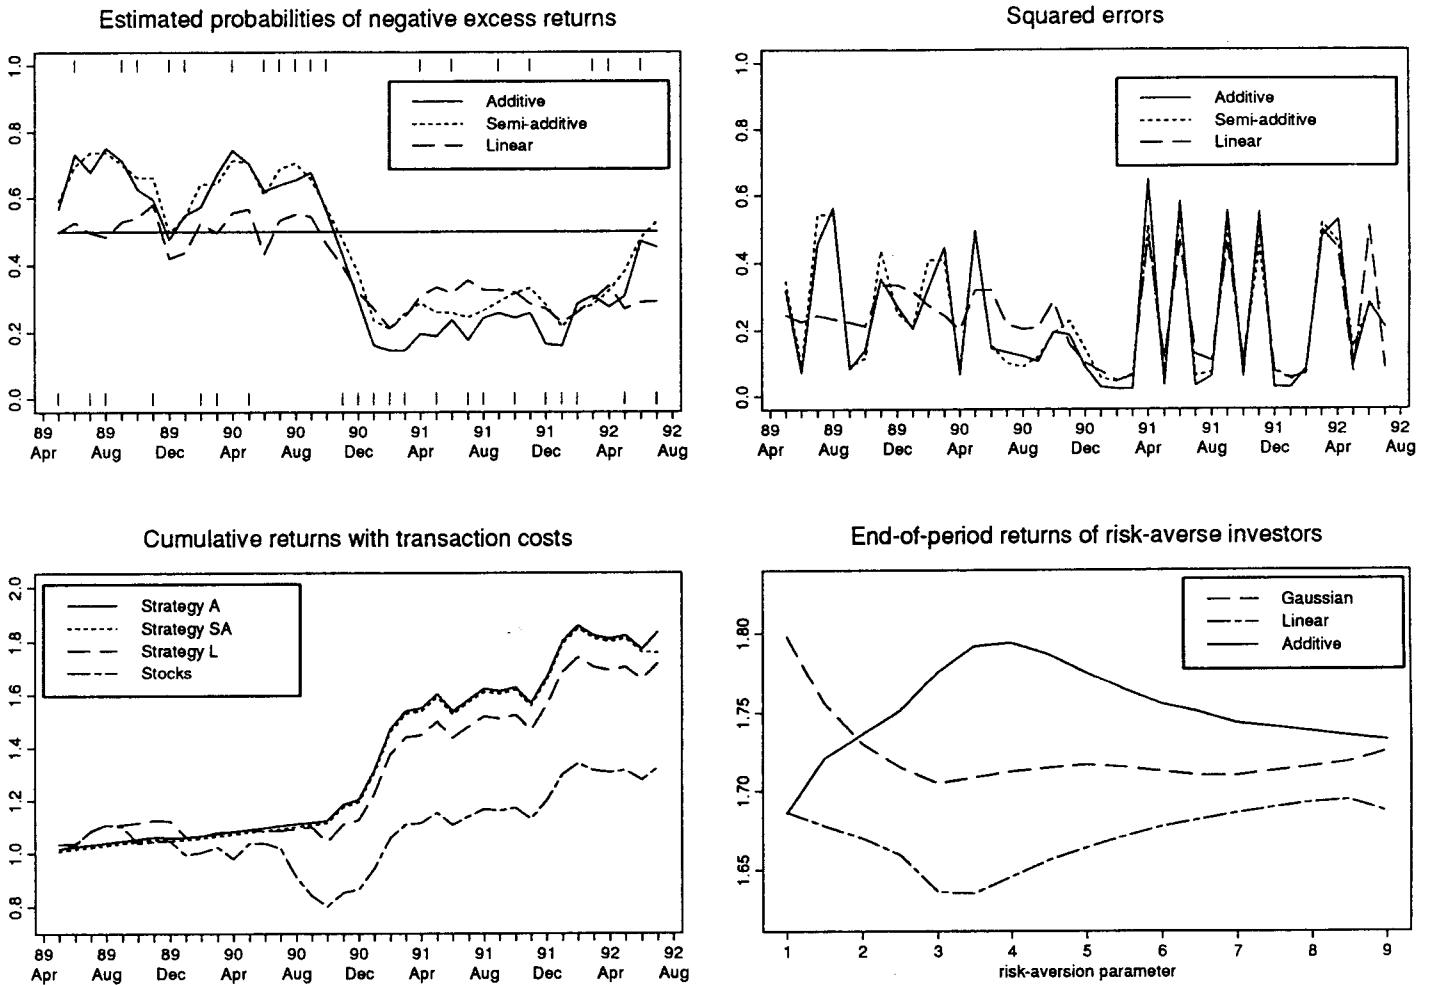 Estimated probabilities of negative excess returns
1.0
0.8
0.6
0.4
0.2
0.0
Additive
Semi-additive
Linear
89 89 89 90 90 90 91 91 91 92 92
Apr Aug Dec Apr Aug Dec Apr Aug Dec Apr Aug
Squared errors
1.0
0.8
0.6
0.4
0.2
0.0
Additive
Semi-additive
Linear
89 89 89 90 90 90 91 91 91 92 92
Apr Aug Dec Apr Aug Dec Apr Aug Dec Apr Aug
Cumulative returns with transaction costs
2.0
1.8
1.6
1.4
1.2
1.0
0.8
Strategy A
Strategy SA
Strategy L
Stocks
89 89 89 90 90 90 91 91 91 92 92
Apr Aug Dec Apr Aug Dec Apr Aug Dec Apr Aug
End-of-period returns of risk-averse investors
1.80
1.75
1.70
1.65
Gaussian
Linear
Additive
1 2 3 4 5 6 7 8 9
risk-aversion parameter